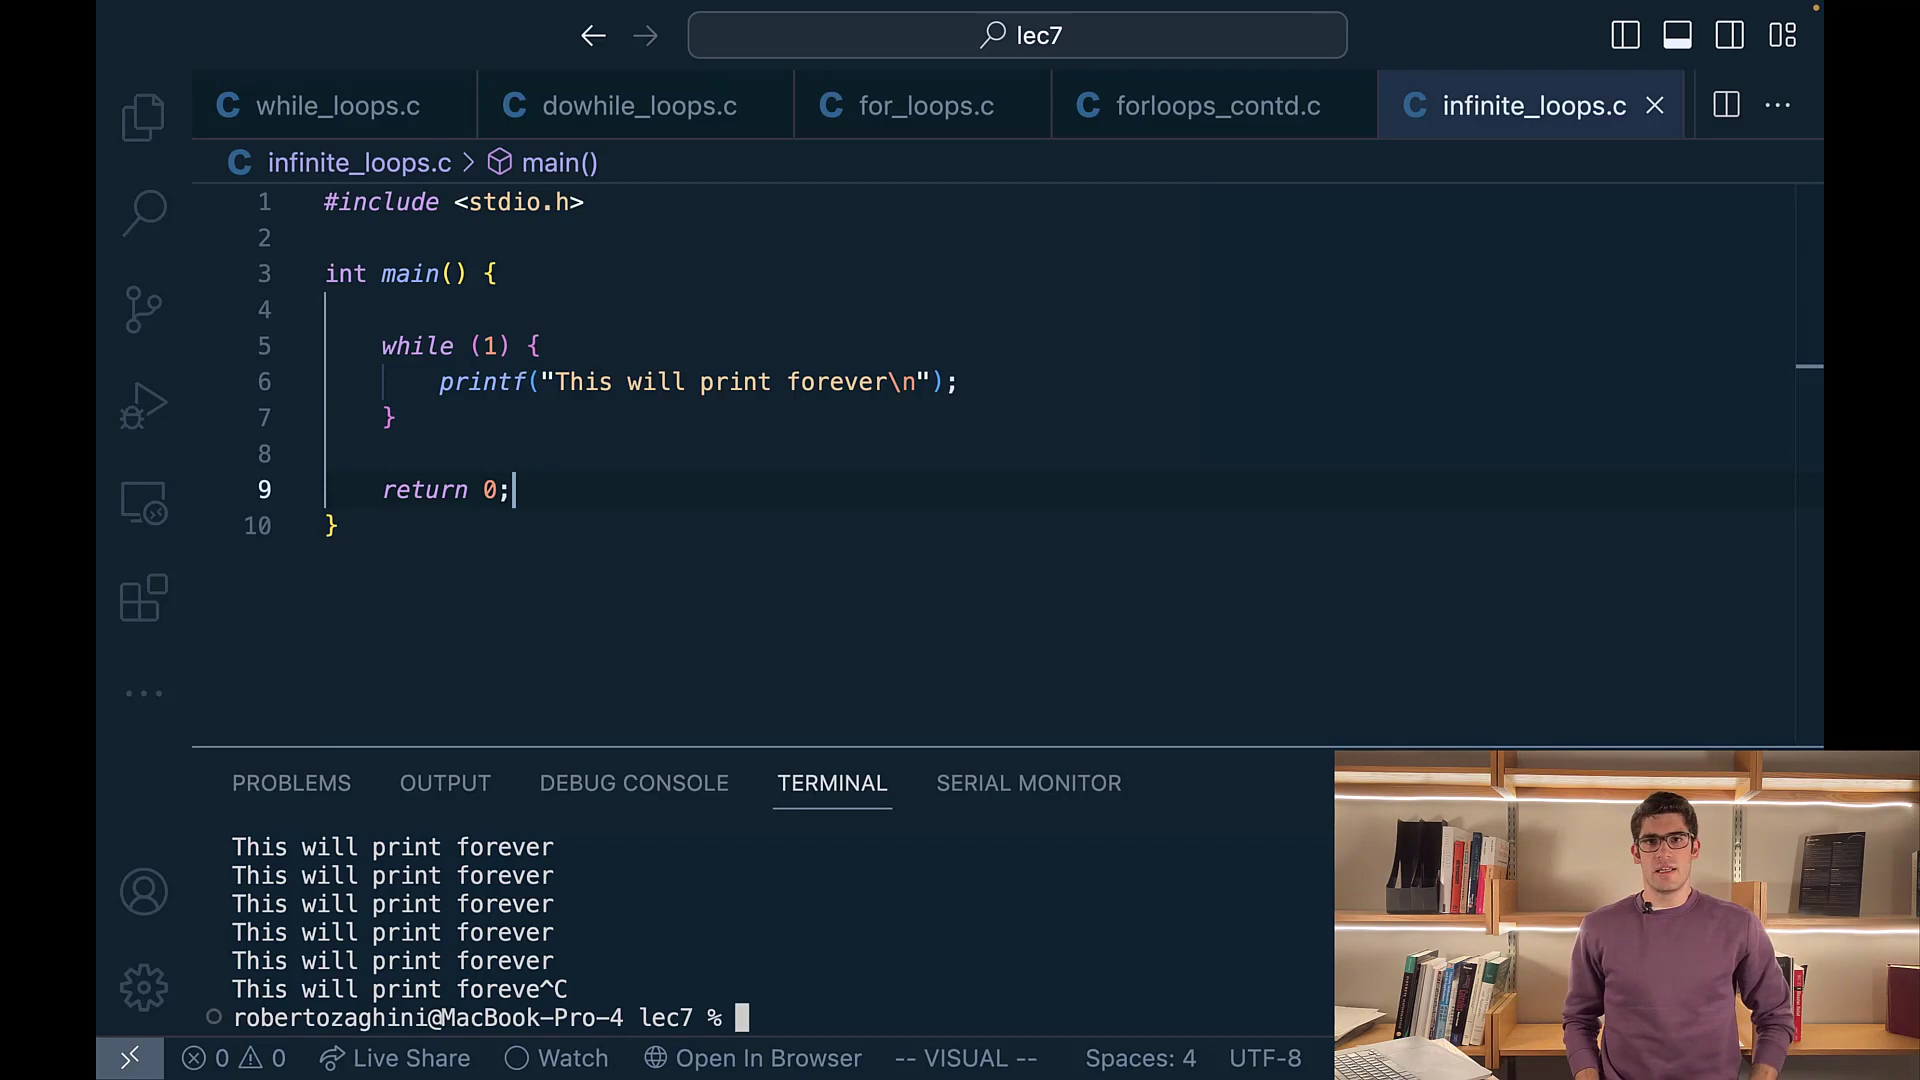 lec7
while_loops.c
dowhile_loops.c
for_loops.c
forloops_contd.c
infinite_loops.c
infinite_loops.c > main()
1 #include <stdio.h>
2
3 int main() {
4
5 while (1) {
6 printf("This will print forever\n");
7 }
8
9 return 0;
10 }
PROBLEMS OUTPUT DEBUG CONSOLE TERMINAL SERIAL MONITOR
This will print forever
This will print forever
This will print forever
This will print forever
This will print forever
This will print foreve^C
robertozaghini@MacBook-Pro-4 lec7 %
0 0 Live Share Watch Open In Browser -- VISUAL -- Spaces: 4 UTF-8